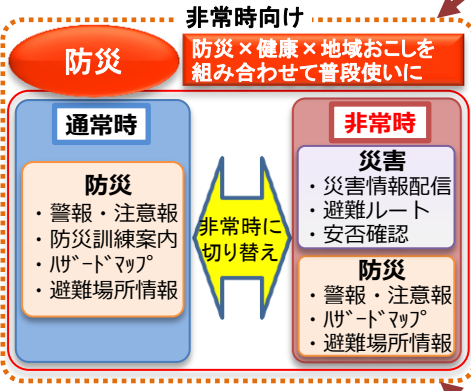 非常時向け
防災
防災×健康×地域おこしを
組み合わせて普段使いに
通常時
防災
・警報・注意報
・防災訓練案内
・ﾊｻﾞｰﾄﾞﾏｯﾌﾟ
・避難場所情報
非常時に
切り替え
非常時
災害
・災害情報配信
・避難ルート
・安否確認
防災
・警報・注意報
・ﾊｻﾞｰﾄﾞﾏｯﾌﾟ
・避難場所情報